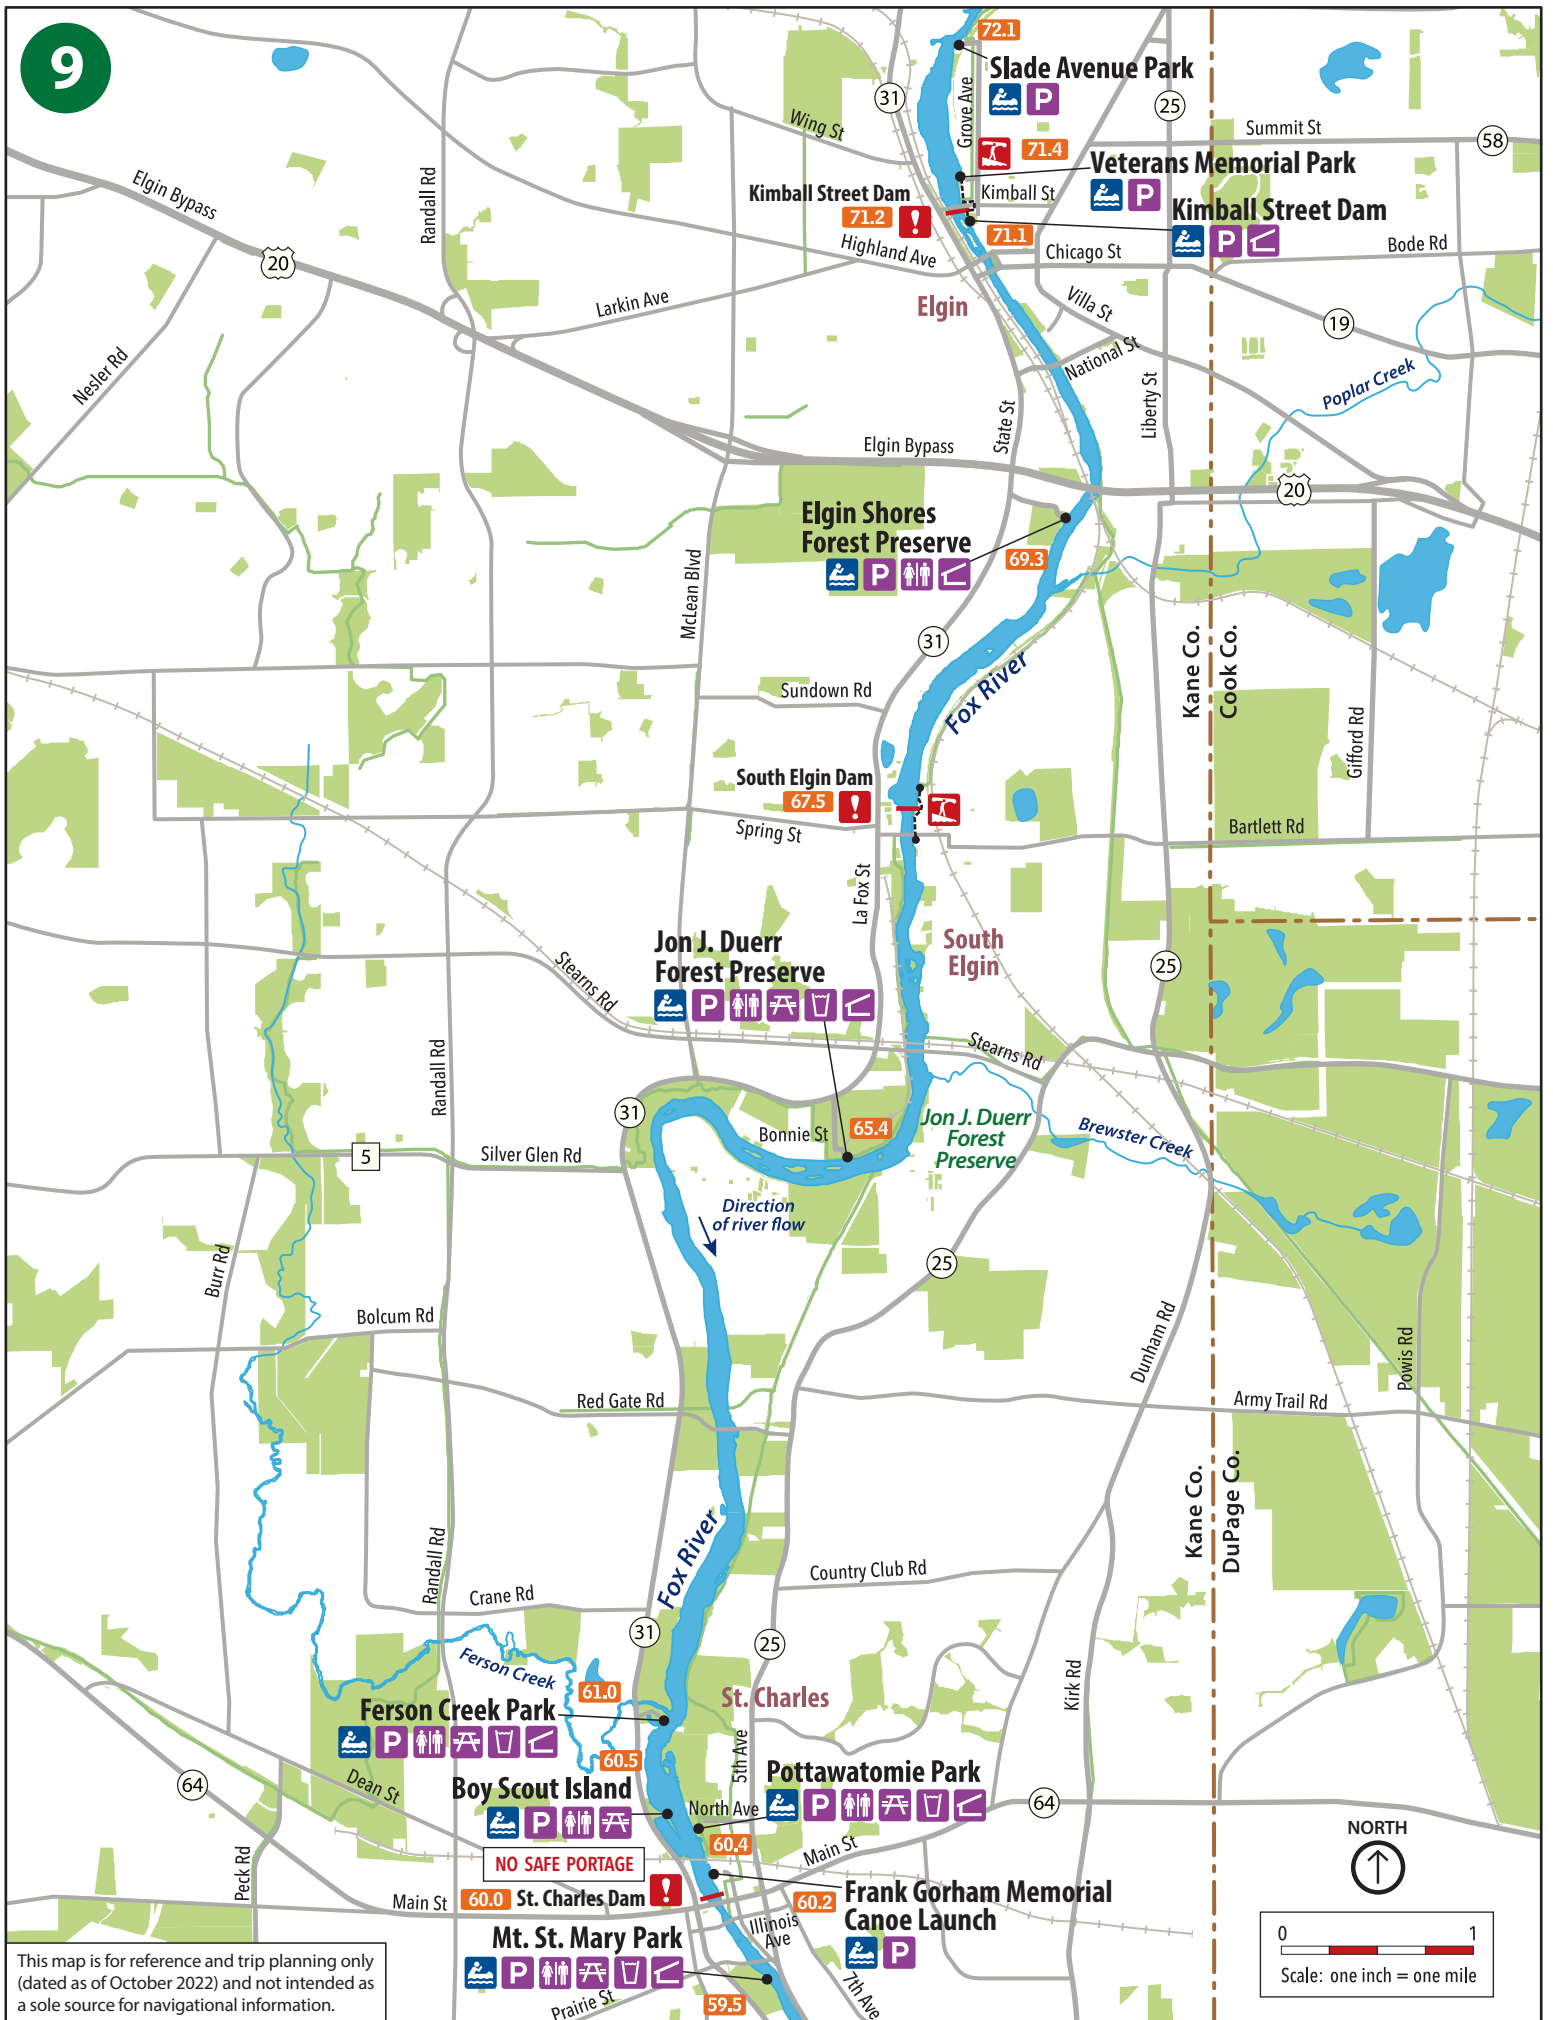 9
72.1
Slade Avenue Park
P
31
Grove Ave
25
Wing St
Summit St
58
71.4
Veterans Memorial Park
P
Kimball Street Dam
71.2 !
Kimball St
Kimball Street Dam
P
71.1
Elgin Bypass
20
Randall Rd
Highland Ave
Chicago St
Bode Rd
Larkin Ave
Elgin
Villa St
19
Nesler Rd
National St
Poplar Creek
State St
Liberty St
Elgin Bypass
20
Elgin Shores
Forest Preserve
P
69.3
McLean Blvd
31
Kane Co.
Cook Co.
Sundown Rd
Fox River
Gifford Rd
South Elgin Dam
67.5 !
Spring St
Bartlett Rd
La Fox St
Jon J. Duerr
Forest Preserve
P
South
Elgin
25
Stearns Rd
Stearns Rd
Randall Rd
31
Bonnie St
65.4
Jon J. Duerr
Forest
Preserve
Brewster Creek
5
Silver Glen Rd
Direction
of river flow
Burr Rd
25
Bolcum Rd
Dunham Rd
Powis Rd
Red Gate Rd
Army Trail Rd
Kane Co.
DuPage Co.
Fox River
Randall Rd
Country Club Rd
Crane Rd
31
25
Ferson Creek
61.0
Kirk Rd
Ferson Creek Park
P
St. Charles
60.5
5th Ave
64
Dean St
Boy Scout Island
P
Pottawatomie Park
P
North Ave
64
60.4
Main St
NORTH
NO SAFE PORTAGE
Peck Rd
Main St
60.0 St. Charles Dam !
60.2
Frank Gorham Memorial
Canoe Launch
P
Illinois
Ave
Mt. St. Mary Park
P
7th Ave
Prairie St
59.5
0 1
Scale: one inch = one mile
This map is for reference and trip planning only
(dated as of October 2022) and not intended as
a sole source for navigational information.